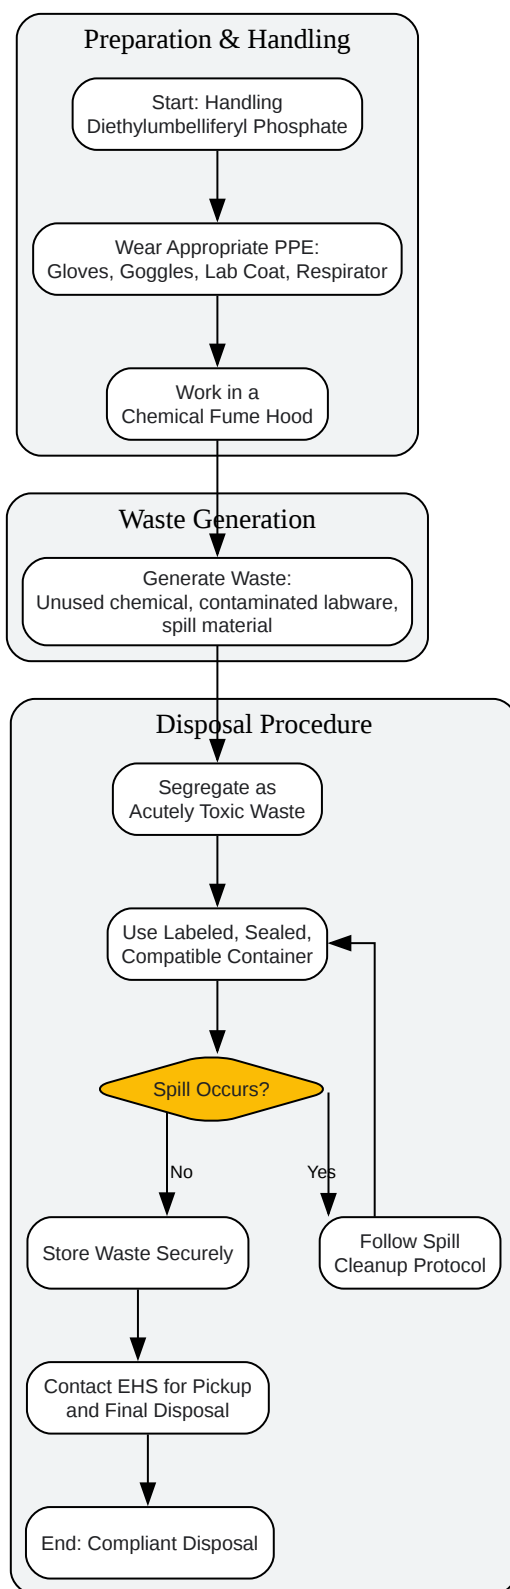 Preparation & Handling
Start: Handling
Diethylumbelliferyl Phosphate
Wear Appropriate PPE:
Gloves, Goggles, Lab Coat, Respirator
Work in a
Chemical Fume Hood
Waste Generation
Generate Waste:
Unused chemical, contaminated labware,
spill material
Disposal Procedure
Segregate as
Acutely Toxic Waste
Use Labeled, Sealed,
Compatible Container
Spill Occurs?
No
Yes
Store Waste Securely
Follow Spill
Cleanup Protocol
Contact EHS for Pickup
and Final Disposal
End: Compliant Disposal